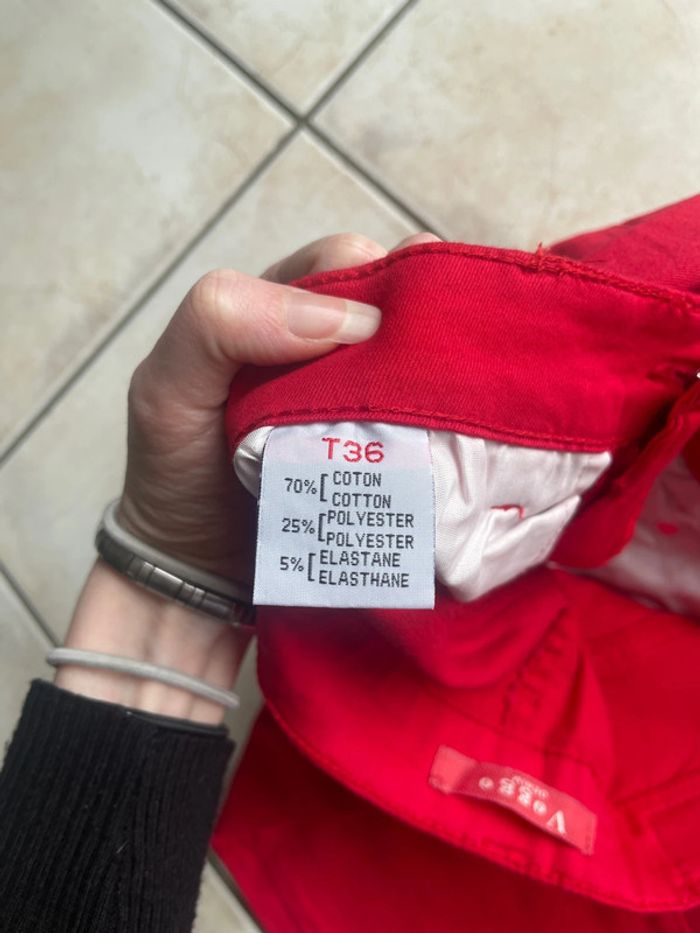 T36
70% [ COTON
COTTON
25% [ POLYESTER
POLYESTER
5% [ ELASTANE
ELASTHANE